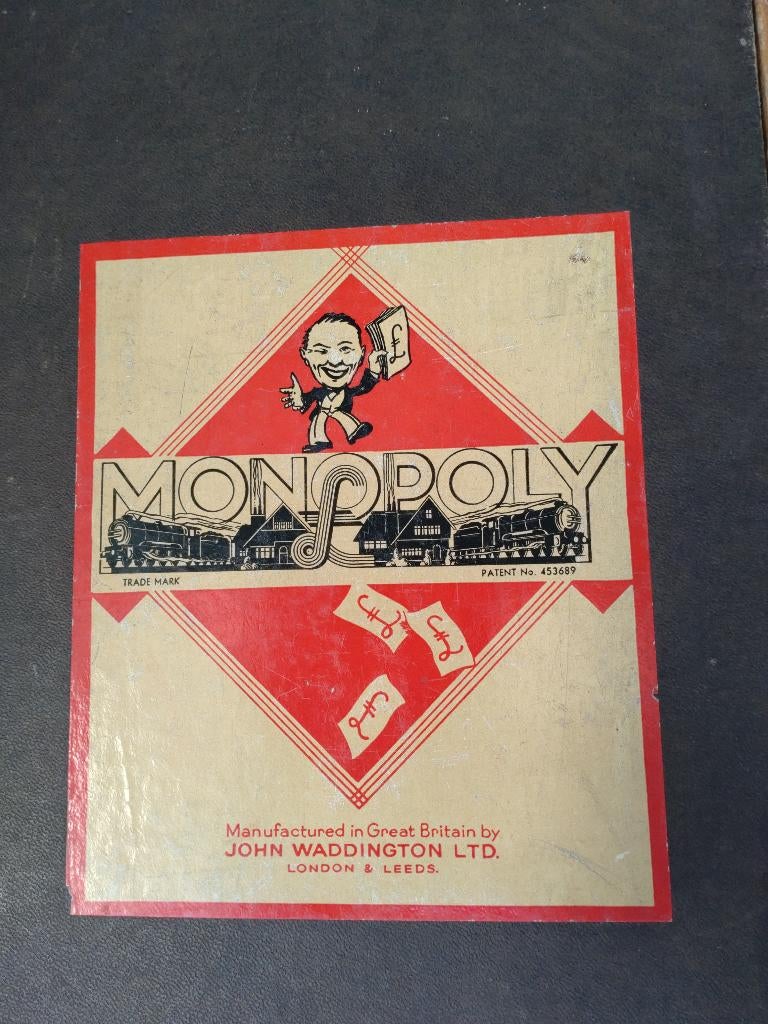 £
MONOPOLY
TRADE MARK
PATENT No. 453689
£
£
£
Manufactured in Great Britain by
JOHN WADDINGTON LTD.
LONDON & LEEDS.